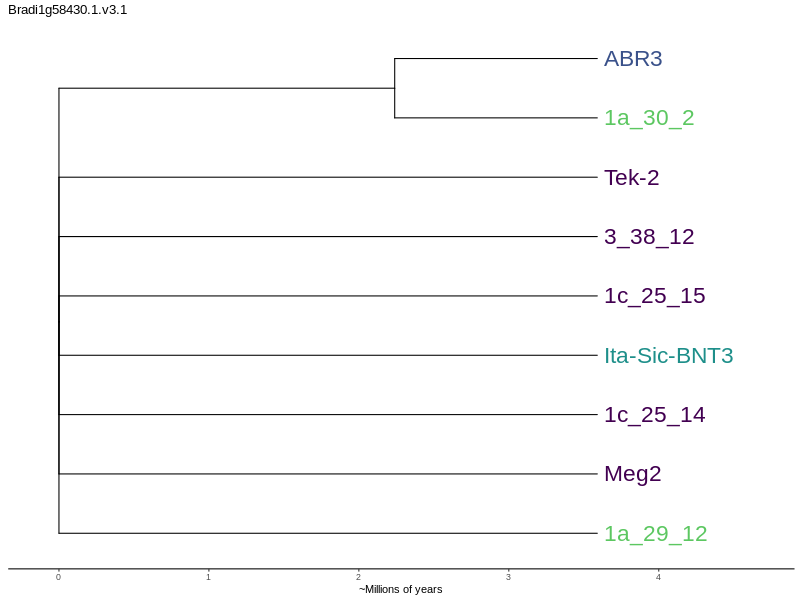 Bradi1g58430.1.v3.1
ABR3
1a_30_2
Tek-2
3_38_12
1c_25_15
Ita-Sic-BNT3
1c_25_14
Meg2
1a_29_12
0 1 2 3 4
~Millions of years